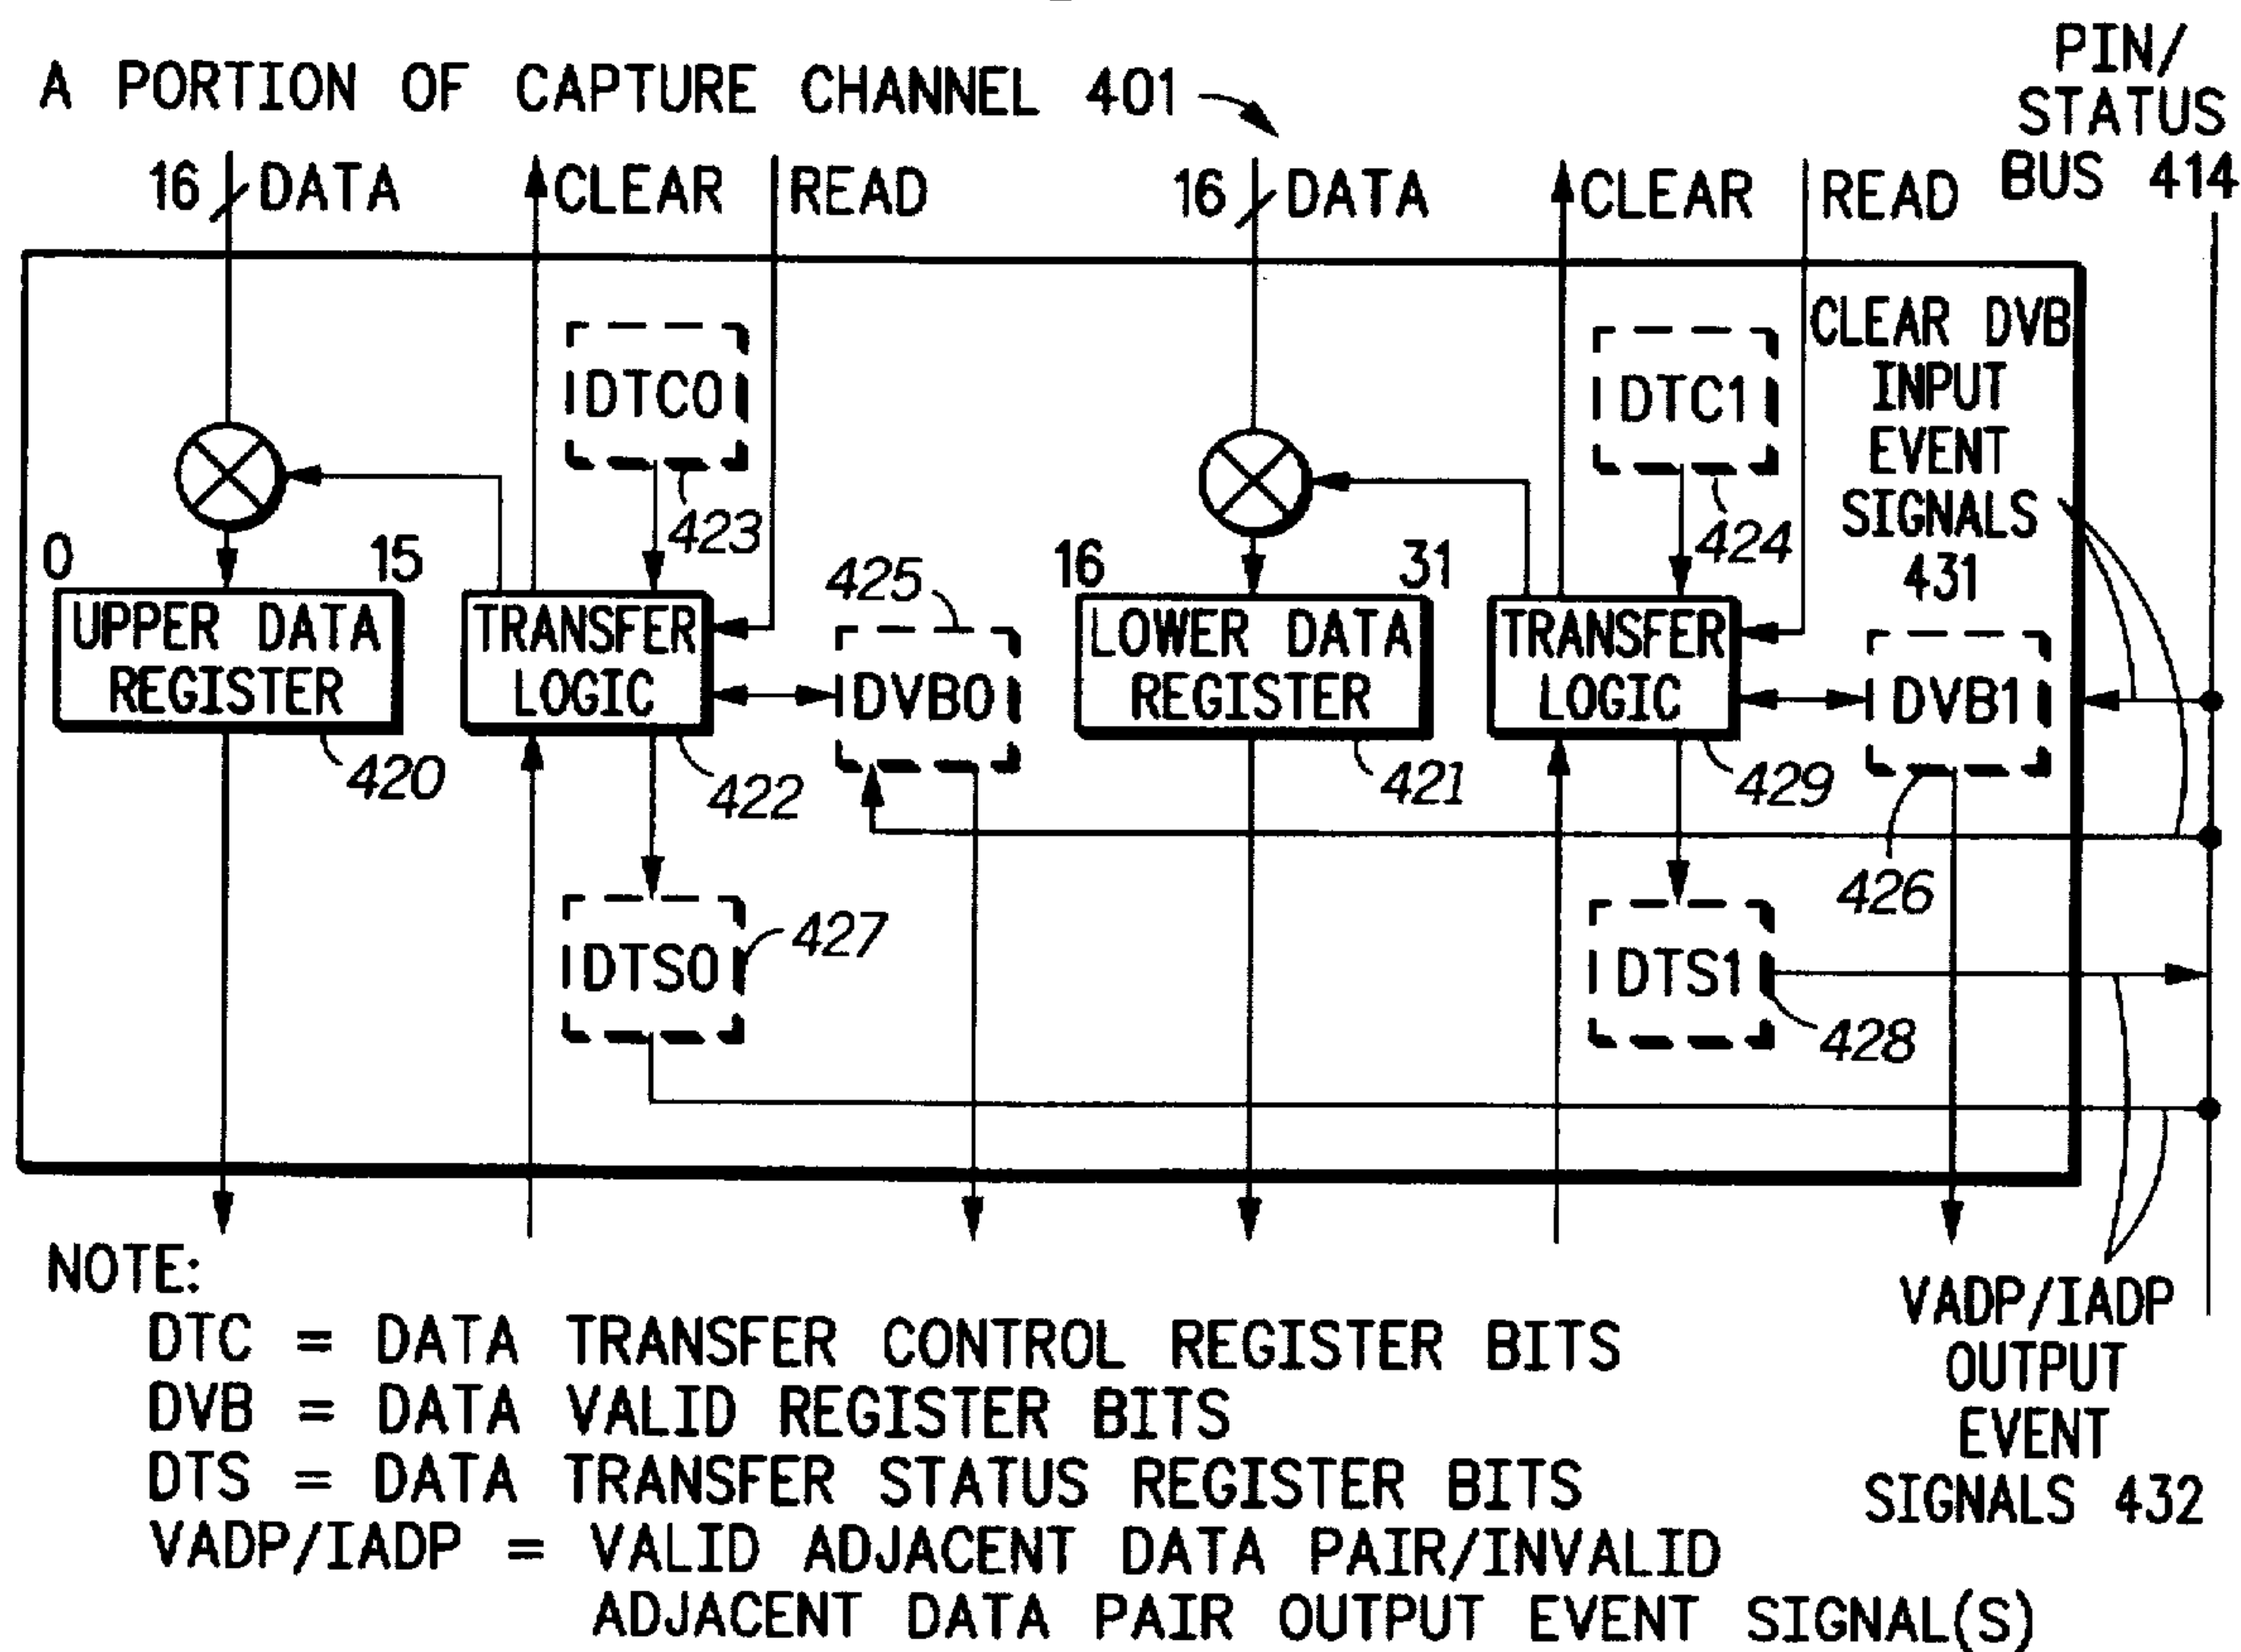 A PORTION OF CAPTURE CHANNEL 401
PIN/
STATUS
BUS 414
16 DATA
CLEAR
READ
16 DATA
CLEAR
READ
CLEAR DVB
INPUT
EVENT
SIGNALS
431
DTC0
423
DTC1
424
0
15
UPPER DATA
REGISTER
420
TRANSFER
LOGIC
422
425
DVB0
16
31
LOWER DATA
REGISTER
421
TRANSFER
LOGIC
429
DVB1
426
DTS0
427
DTS1
428
VADP/IADP
OUTPUT
EVENT
SIGNALS 432
NOTE:
DTC = DATA TRANSFER CONTROL REGISTER BITS
DVB = DATA VALID REGISTER BITS
DTS = DATA TRANSFER STATUS REGISTER BITS
VADP/IADP = VALID ADJACENT DATA PAIR/INVALID
ADJACENT DATA PAIR OUTPUT EVENT SIGNAL(S)